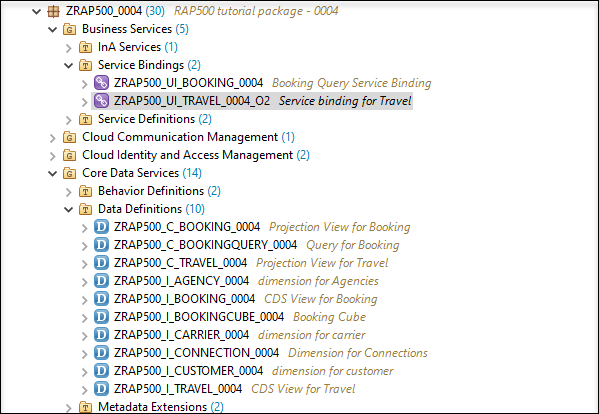 ZRAP500_0004 (30) RAP500 tutorial package - 0004
Business Services (5)
InA Services (1)
Service Bindings (2)
ZRAP500_UI_BOOKING_0004 Booking Query Service Binding
ZRAP500_UI_TRAVEL_0004_O2 Service binding for Travel
Service Definitions (2)
Cloud Communication Management (1)
Cloud Identity and Access Management (2)
Core Data Services (14)
Behavior Definitions (2)
Data Definitions (10)
ZRAP500_C_BOOKING_0004 Projection View for Booking
ZRAP500_C_BOOKINGQUERY_0004 Query for Booking
ZRAP500_C_TRAVEL_0004 Projection View for Travel
ZRAP500_I_AGENCY_0004 dimension for Agencies
ZRAP500_I_BOOKING_0004 CDS View for Booking
ZRAP500_I_BOOKINGCUBE_0004 Booking Cube
ZRAP500_I_CARRIER_0004 dimension for carrier
ZRAP500_I_CONNECTION_0004 Dimension for Connections
ZRAP500_I_CUSTOMER_0004 dimension for customer
ZRAP500_I_TRAVEL_0004 CDS View for Travel
Metadata Extensions (2)